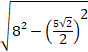 √(8² − (5√2/2)²)